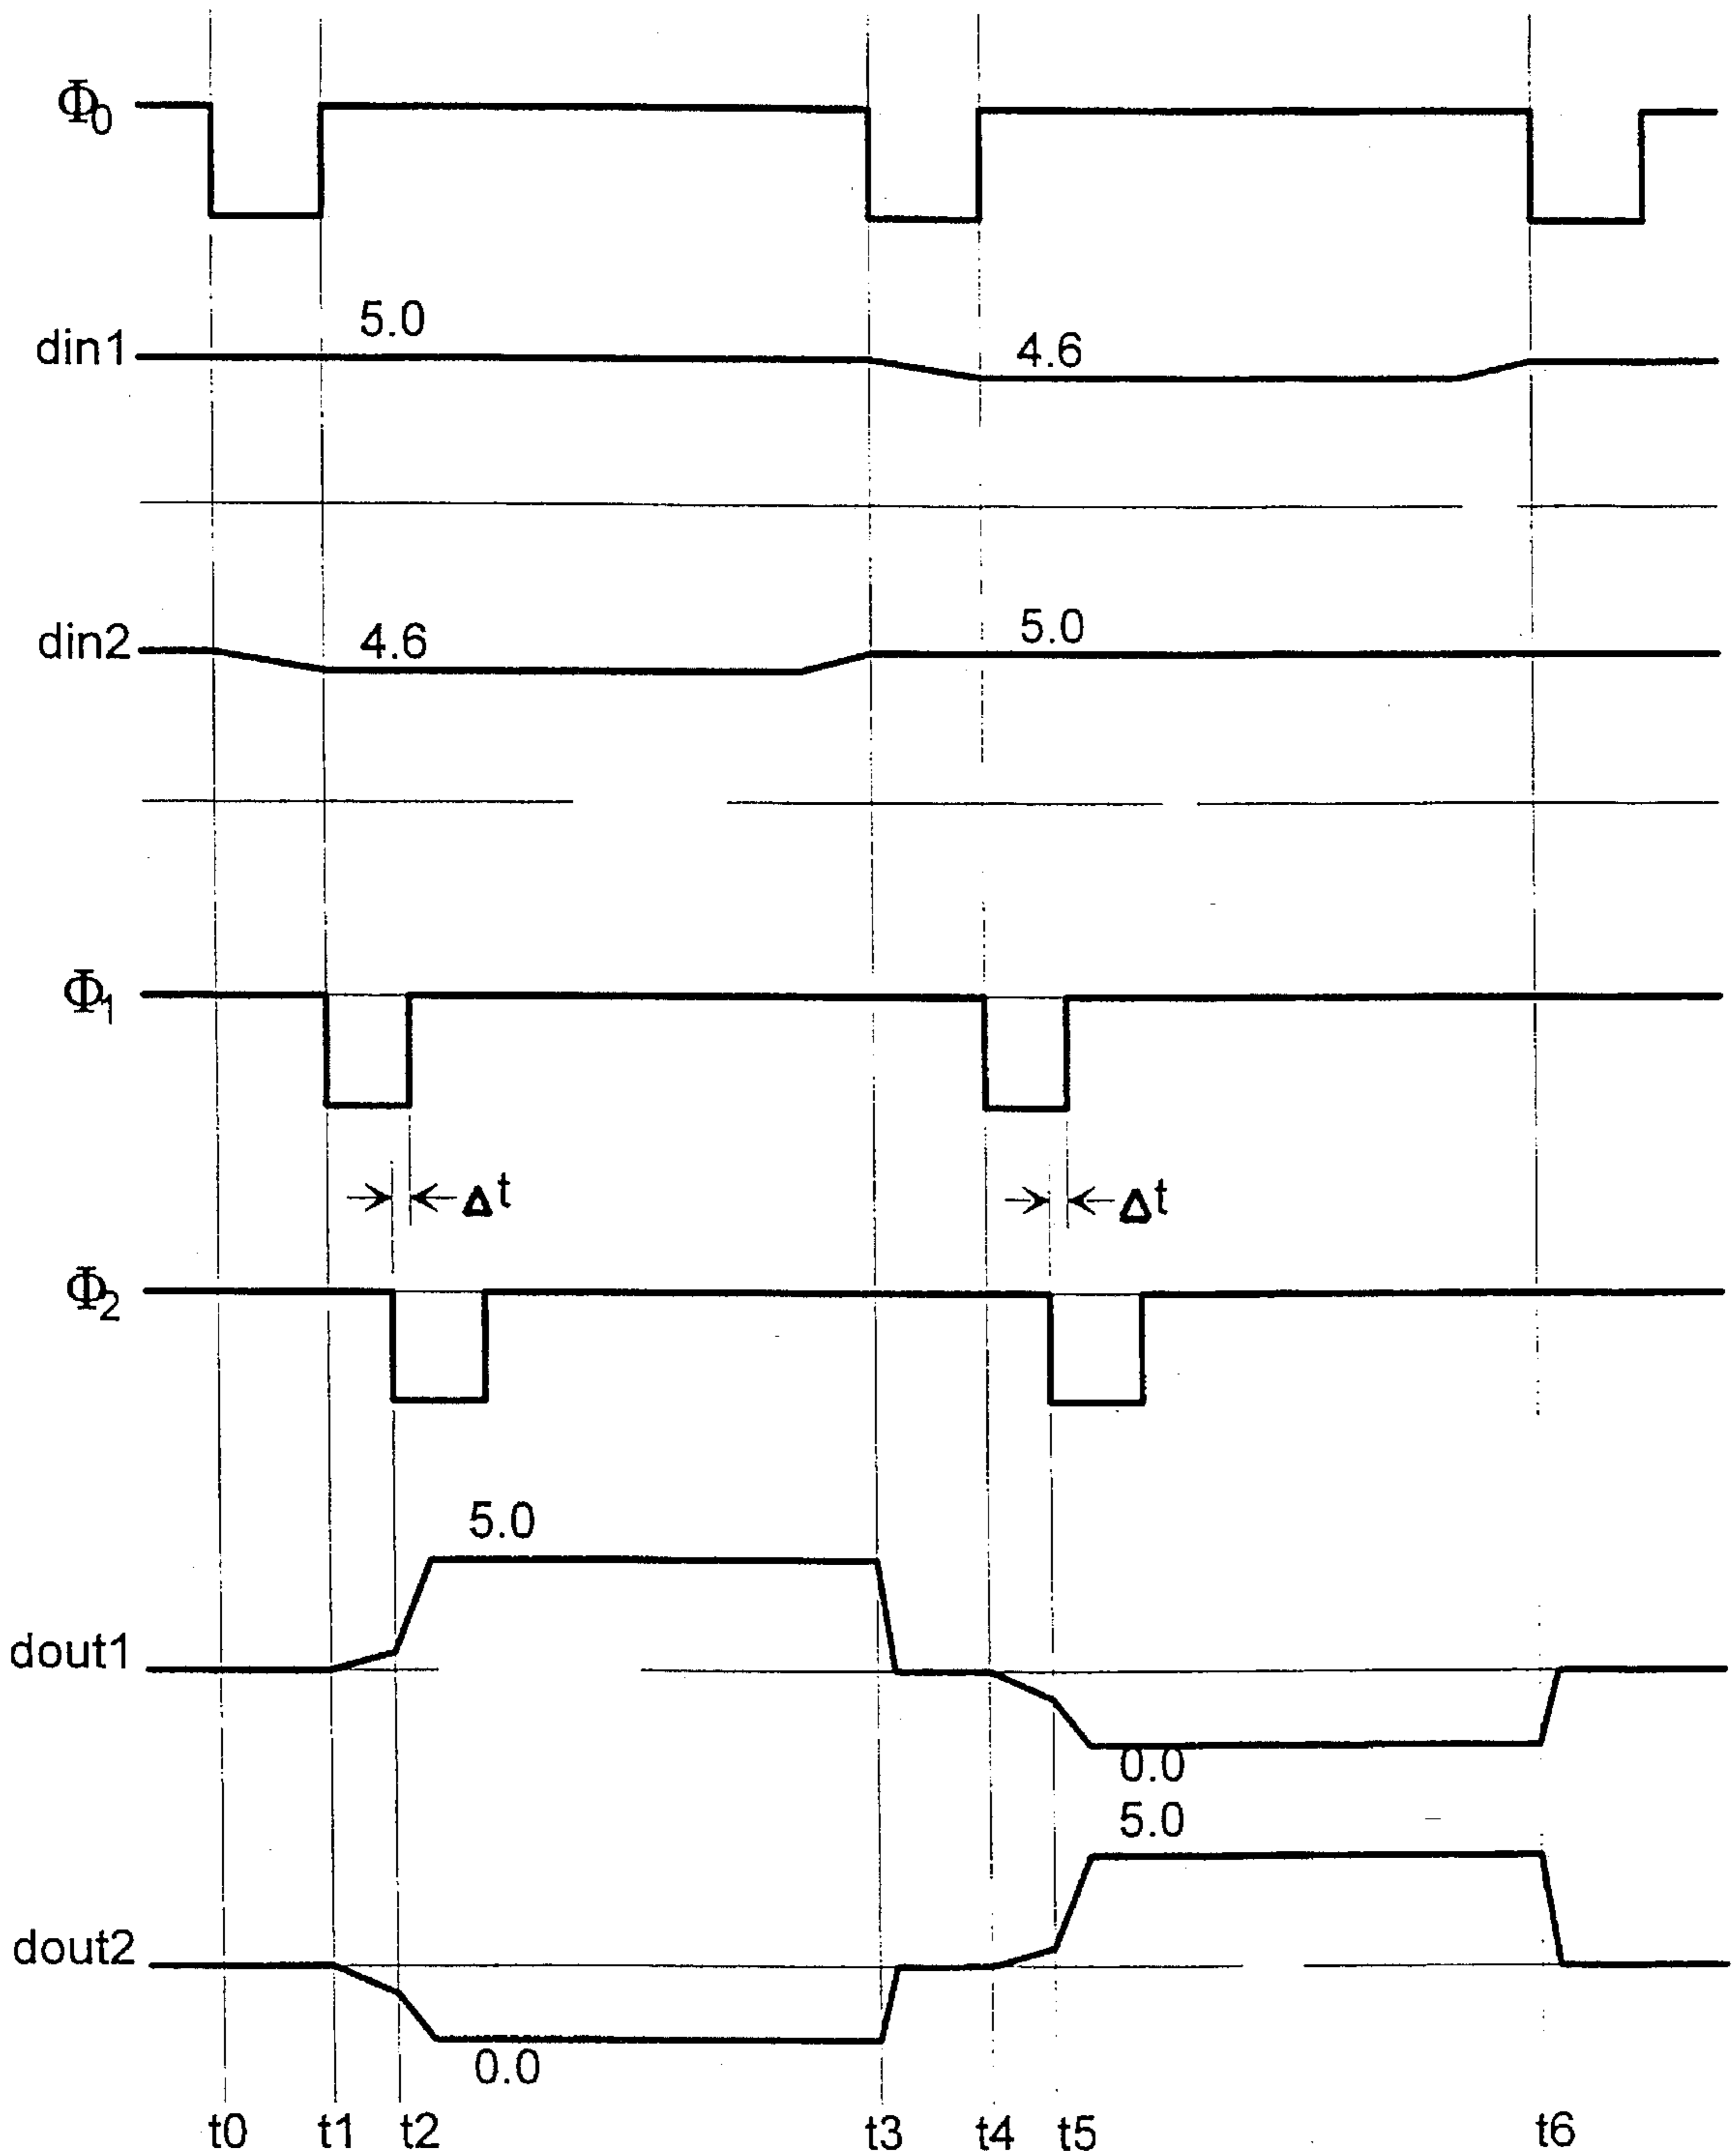 Φ0
5.0
din1
4.6
din2
4.6
5.0
Φ1
Δt
Δt
Φ2
5.0
dout1
0.0
5.0
dout2
0.0
t0 t1 t2 t3 t4 t5 t6